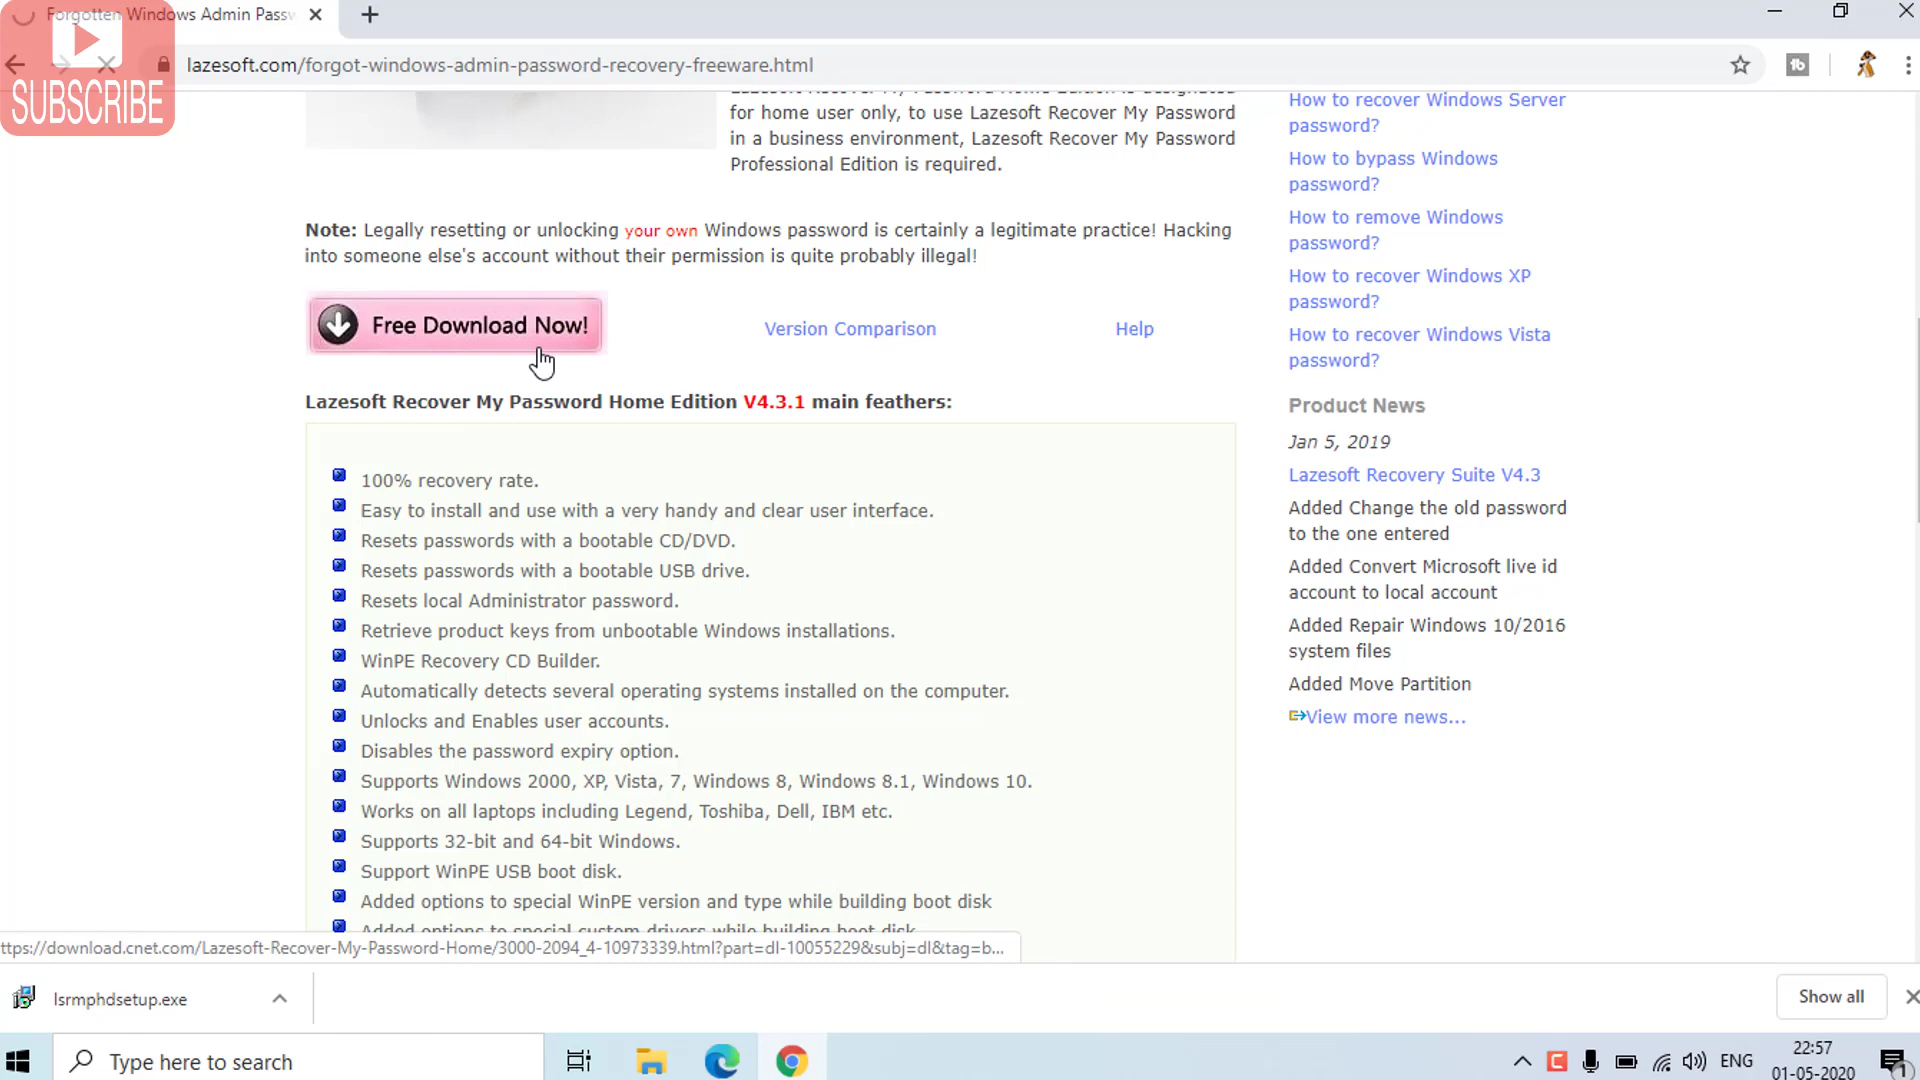 Forgotten Windows Admin Passw
SUBSCRIBE
lazesoft.com/forgot-windows-admin-password-recovery-freeware.html
for home user only, to use Lazesoft Recover My Password
in a business environment, Lazesoft Recover My Password
Professional Edition is required.
Note: Legally resetting or unlocking your own Windows password is certainly a legitimate practice! Hacking
into someone else's account without their permission is quite probably illegal!
Free Download Now!
Version Comparison
Help
Lazesoft Recover My Password Home Edition V4.3.1 main feathers:
100% recovery rate.
Easy to install and use with a very handy and clear user interface.
Resets passwords with a bootable CD/DVD.
Resets passwords with a bootable USB drive.
Resets local Administrator password.
Retrieve product keys from unbootable Windows installations.
WinPE Recovery CD Builder.
Automatically detects several operating systems installed on the computer.
Unlocks and Enables user accounts.
Disables the password expiry option.
Supports Windows 2000, XP, Vista, 7, Windows 8, Windows 8.1, Windows 10.
Works on all laptops including Legend, Toshiba, Dell, IBM etc.
Supports 32-bit and 64-bit Windows.
Support WinPE USB boot disk.
Added options to special WinPE version and type while building boot disk
Added options to special custom drivers while building boot disk
How to recover Windows Server
password?
How to bypass Windows
password?
How to remove Windows
password?
How to recover Windows XP
password?
How to recover Windows Vista
password?
Product News
Jan 5, 2019
Lazesoft Recovery Suite V4.3
Added Change the old password
to the one entered
Added Convert Microsoft live id
account to local account
Added Repair Windows 10/2016
system files
Added Move Partition
View more news...
ttps://download.cnet.com/Lazesoft-Recover-My-Password-Home/3000-2094_4-10973339.html?part=dl-10055229&subj=dl&tag=b...
lsrmphdsetup.exe
Show all
Type here to search
ENG
22:57
01-05-2020
1